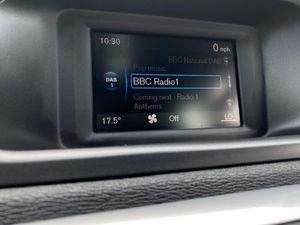 10:30
0 mph
BBC National DAB
Pop music
DAB
1
BBC Radio1
Coming next - Radio 1
Anthems
17.5°
Off
LO